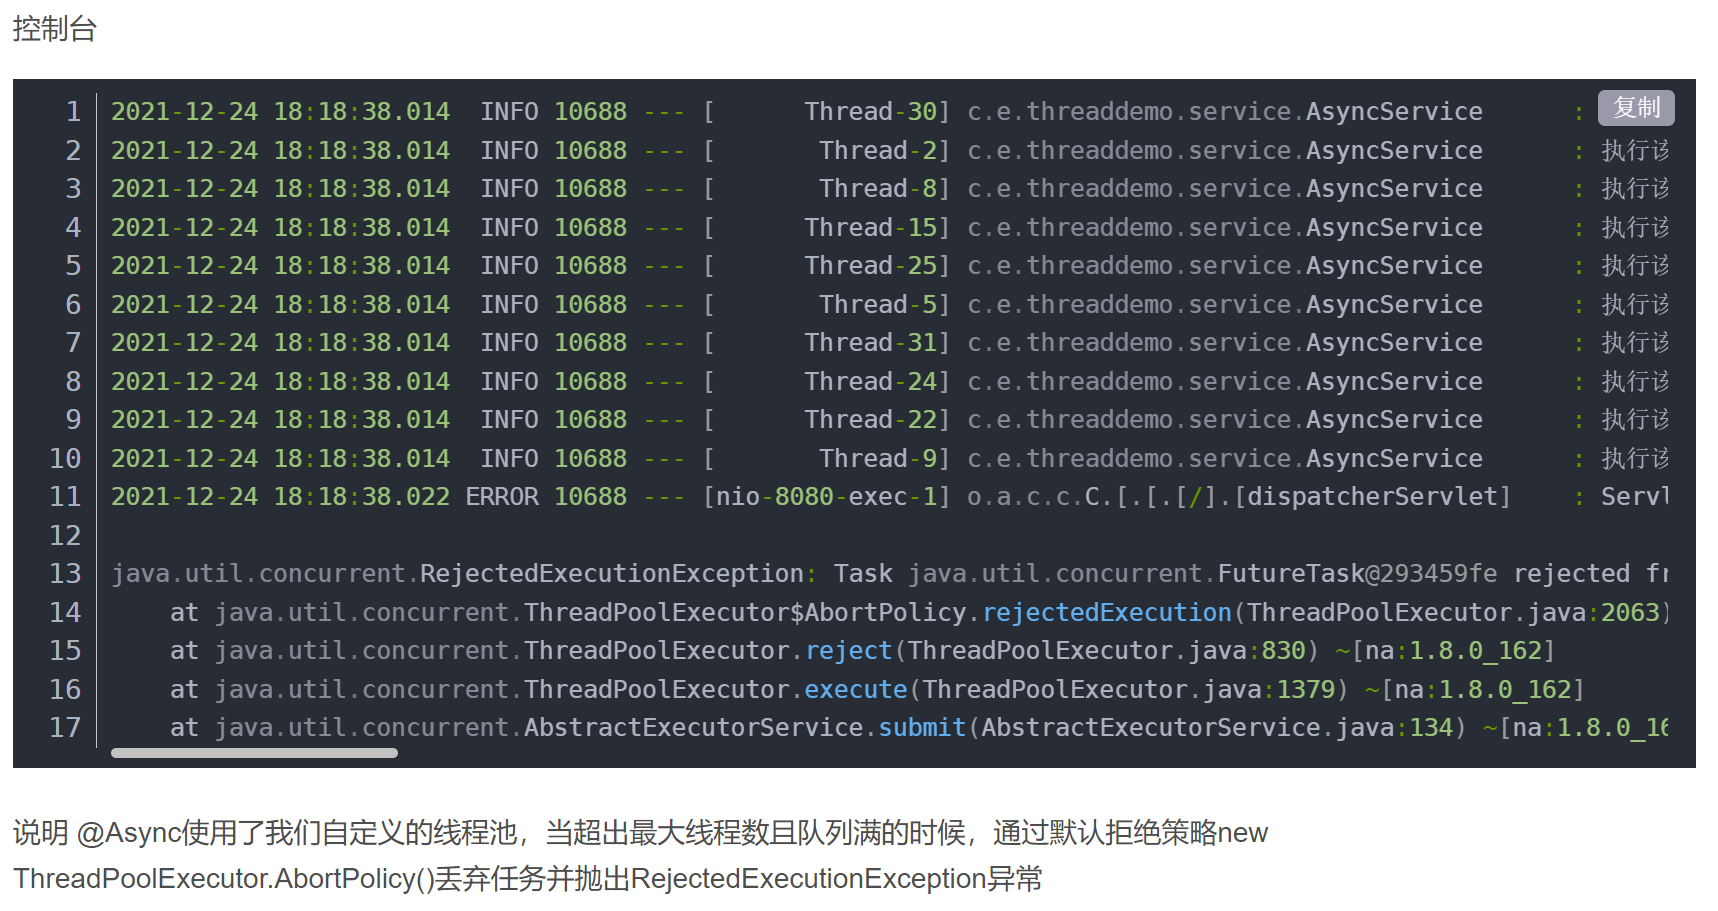 控制台
1 2021-12-24 18:18:38.014  INFO 10688 --- [      Thread-30] c.e.threaddemo.service.AsyncService      : 复制
2 2021-12-24 18:18:38.014  INFO 10688 --- [       Thread-2] c.e.threaddemo.service.AsyncService      : 执行
3 2021-12-24 18:18:38.014  INFO 10688 --- [       Thread-8] c.e.threaddemo.service.AsyncService      : 执行
4 2021-12-24 18:18:38.014  INFO 10688 --- [      Thread-15] c.e.threaddemo.service.AsyncService      : 执行
5 2021-12-24 18:18:38.014  INFO 10688 --- [      Thread-25] c.e.threaddemo.service.AsyncService      : 执行
6 2021-12-24 18:18:38.014  INFO 10688 --- [       Thread-5] c.e.threaddemo.service.AsyncService      : 执行
7 2021-12-24 18:18:38.014  INFO 10688 --- [      Thread-31] c.e.threaddemo.service.AsyncService      : 执行
8 2021-12-24 18:18:38.014  INFO 10688 --- [      Thread-24] c.e.threaddemo.service.AsyncService      : 执行
9 2021-12-24 18:18:38.014  INFO 10688 --- [      Thread-22] c.e.threaddemo.service.AsyncService      : 执行
10 2021-12-24 18:18:38.014  INFO 10688 --- [       Thread-9] c.e.threaddemo.service.AsyncService      : 执行
11 2021-12-24 18:18:38.022 ERROR 10688 --- [nio-8080-exec-1] o.a.c.c.C.[.[.[/].[dispatcherServlet]    : Servl
12
13 java.util.concurrent.RejectedExecutionException: Task java.util.concurrent.FutureTask@293459fe rejected fr
14     at java.util.concurrent.ThreadPoolExecutor$AbortPolicy.rejectedExecution(ThreadPoolExecutor.java:2063)
15     at java.util.concurrent.ThreadPoolExecutor.reject(ThreadPoolExecutor.java:830) ~[na:1.8.0_162]
16     at java.util.concurrent.ThreadPoolExecutor.execute(ThreadPoolExecutor.java:1379) ~[na:1.8.0_162]
17     at java.util.concurrent.AbstractExecutorService.submit(AbstractExecutorService.java:134) ~[na:1.8.0_16
说明 @Async使用了我们自定义的线程池，当超出最大线程数且队列满的时候，通过默认拒绝策略new
ThreadPoolExecutor.AbortPolicy()丢弃任务并抛出RejectedExecutionException异常